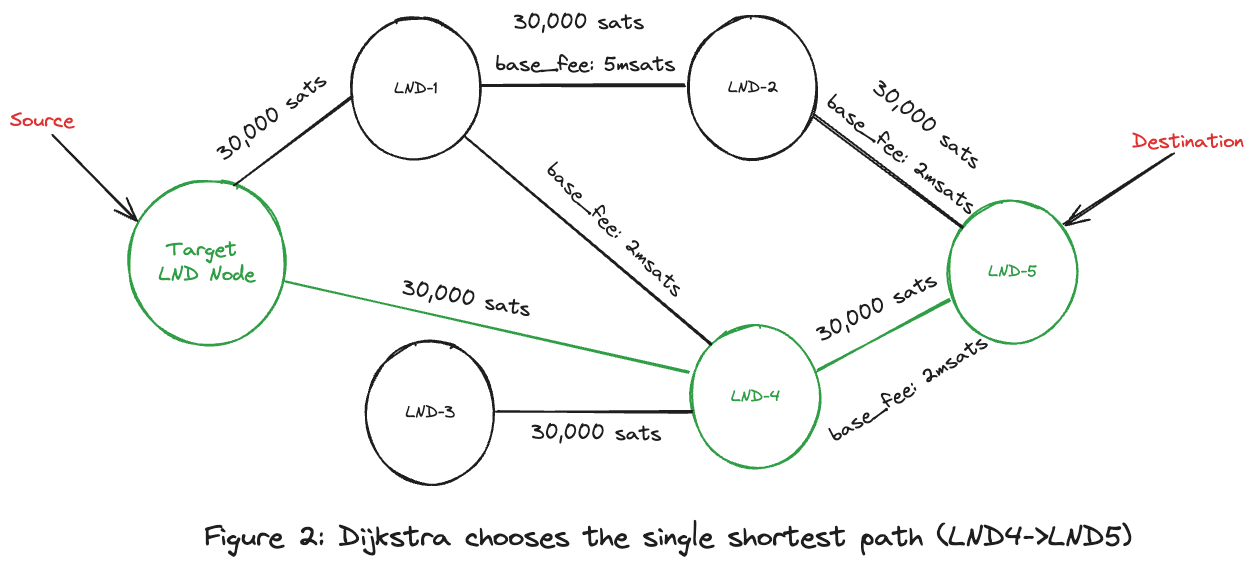 30,000 sats
base_fee: 5msats
LND-1
LND-2
30,000 sats
30,000 sats
base_fee: 2msats
Source
Destination
base_fee: 2msats
Target
LND Node
LND-5
30,000 sats
30,000 sats
base_fee: 2msats
LND-3
LND-4
30,000 sats
Figure 2: Dijkstra chooses the single shortest path (LND4->LND5)